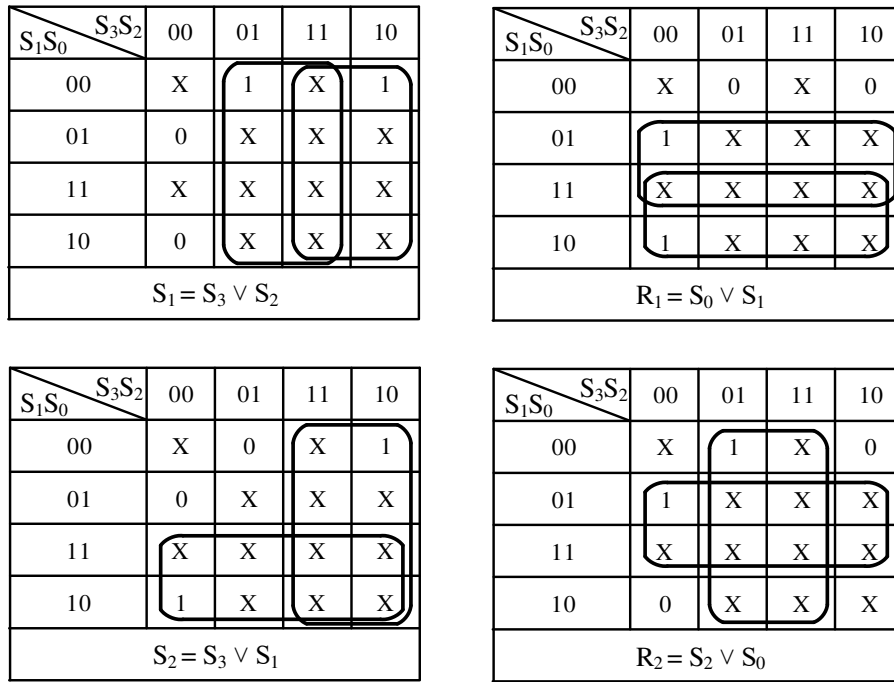 S₃S₂ 00 01 11 10
S₁S₀
00 X 1 X 1
01 0 X X X
11 X X X X
10 0 X X X
S₁ = S₃ ∨ S₂
S₃S₂ 00 01 11 10
S₁S₀
00 X 0 X 0
01 1 X X X
11 X X X X
10 1 X X X
R₁ = S₀ ∨ S₁
S₃S₂ 00 01 11 10
S₁S₀
00 X 0 X 1
01 0 X X X
11 X X X X
10 1 X X X
S₂ = S₃ ∨ S₁
S₃S₂ 00 01 11 10
S₁S₀
00 X 1 X 0
01 1 X X X
11 X X X X
10 0 X X X
R₂ = S₂ ∨ S₀